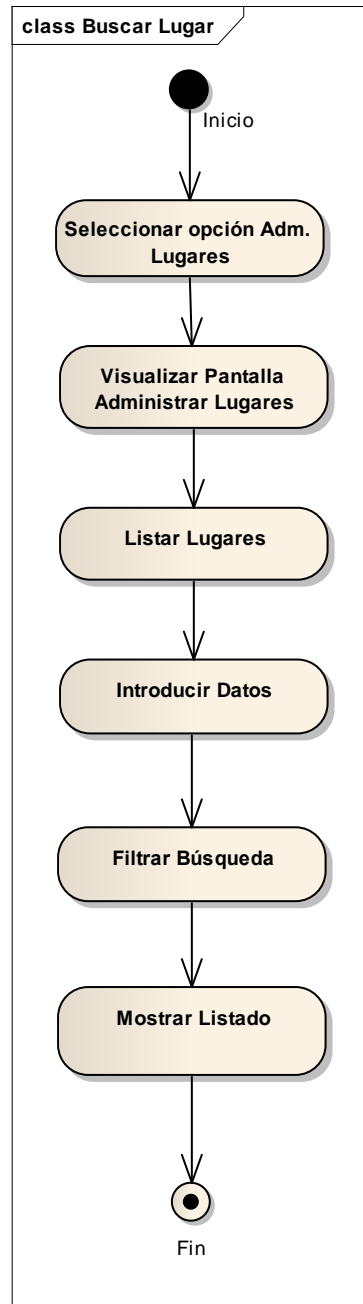 class Buscar Lugar
Inicio
Seleccionar opción Adm.
Lugares
Visualizar Pantalla
Administrar Lugares
Listar Lugares
Introducir Datos
Filtrar Búsqueda
Mostrar Listado
Fin